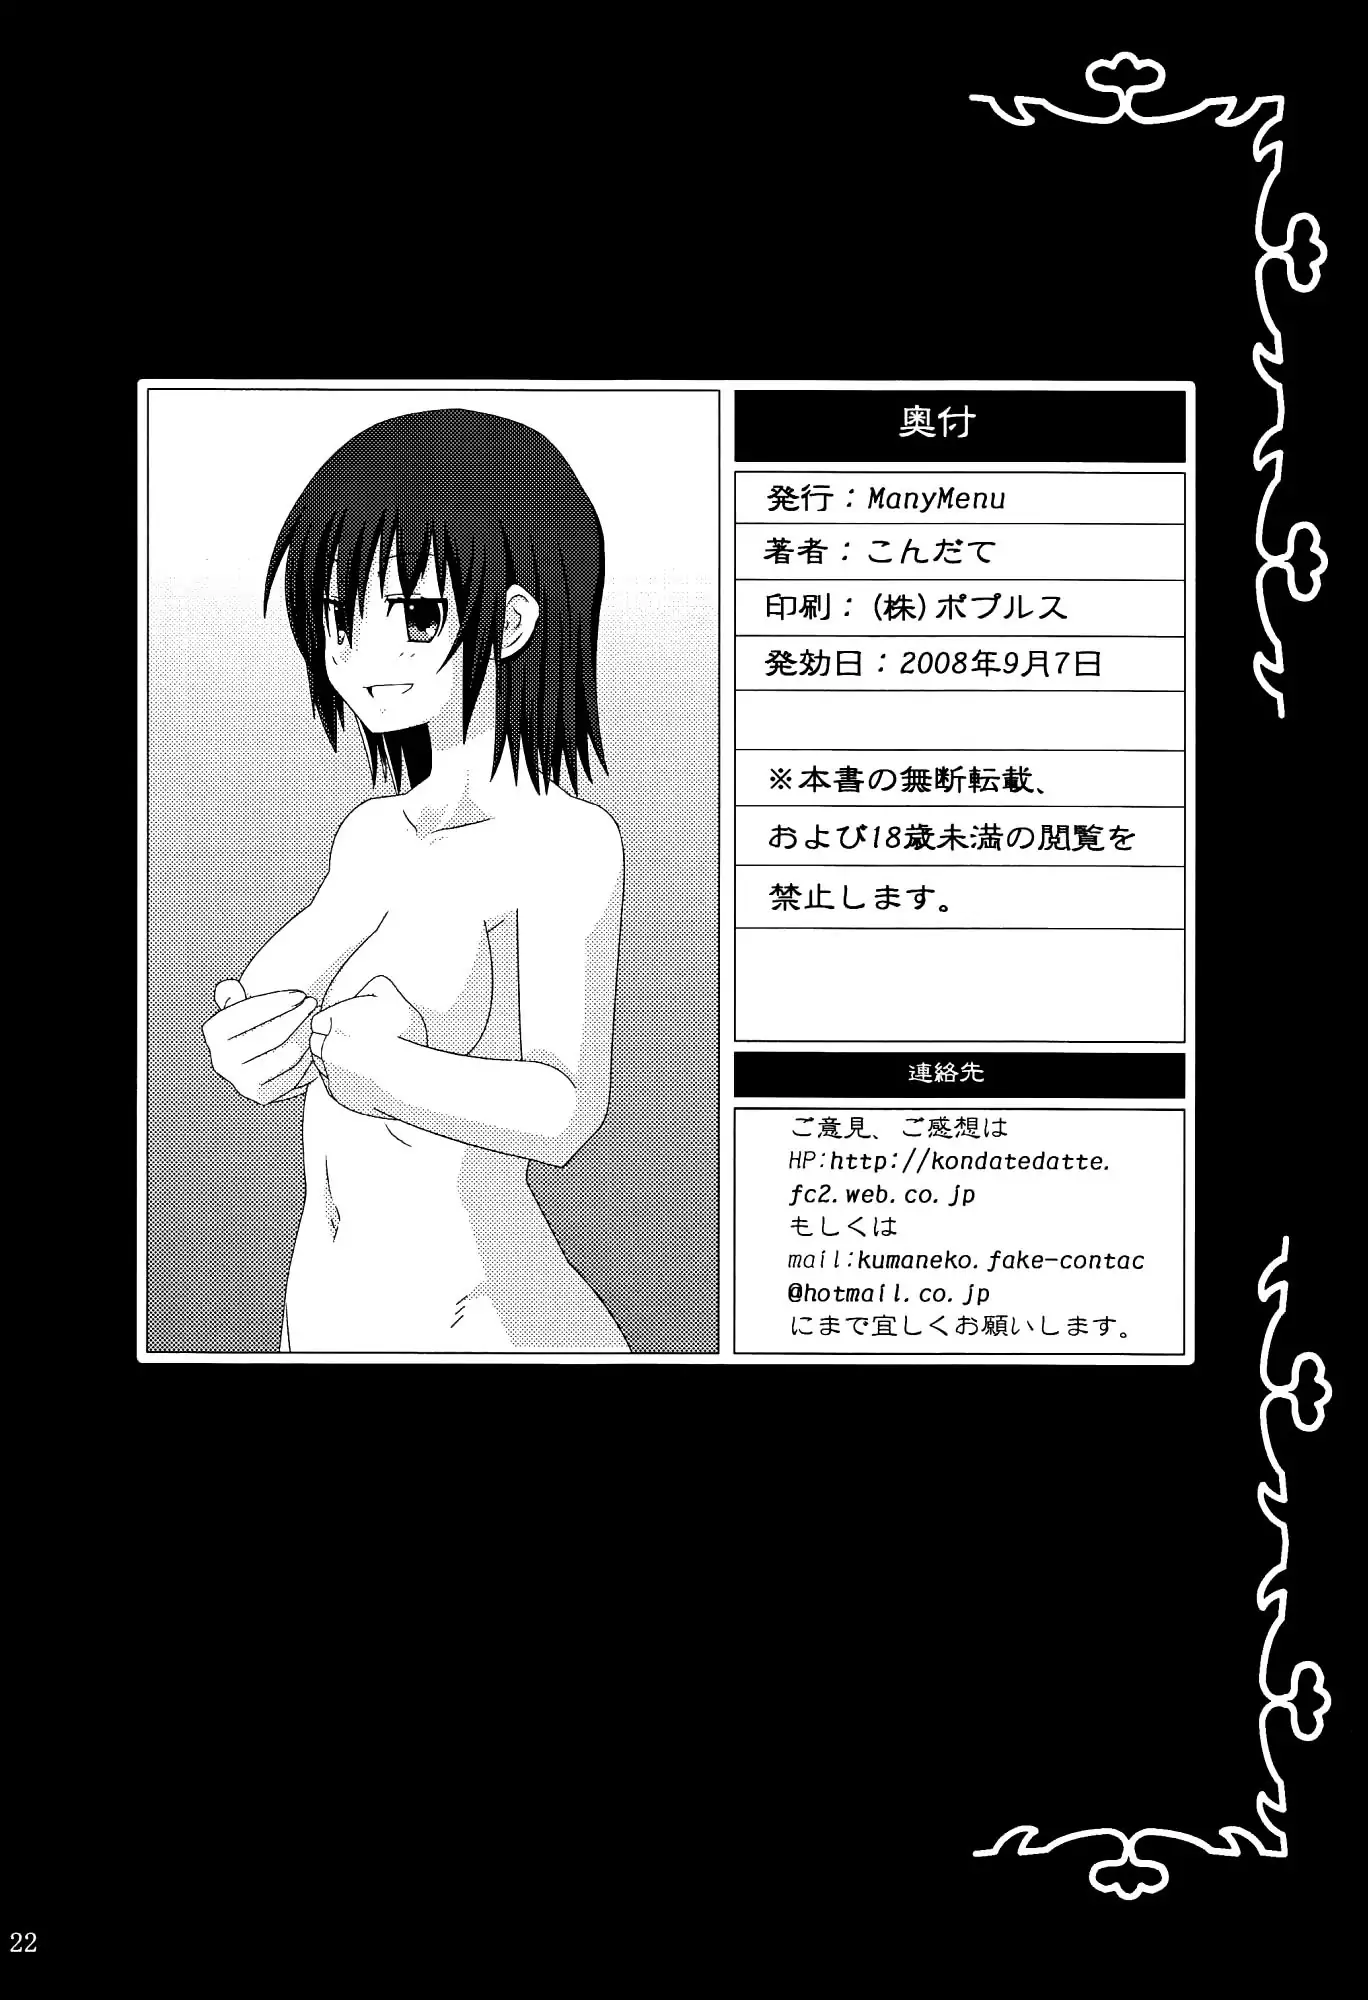 奥付
発行：ManyMenu
著者：こんだて
印刷：(株)ポプルス
発効日：2008年9月7日
※本書の無断転載、
および18歳未満の閲覧を
禁止します。
連絡先
ご意見、ご感想は
HP:http://kondatedatte.
fc2.web.co.jp
もしくは
mail:kumaneko.fake-contac
@hotmail.co.jp
にまで宜しくお願いします。
22